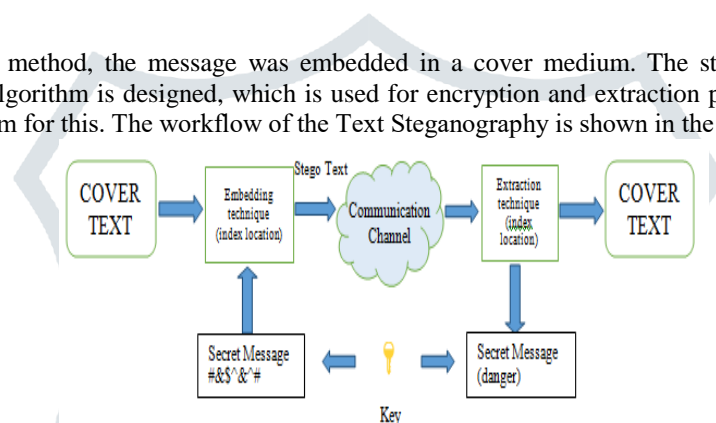 method, the message was embedded in a cover medium. The st
lgorithm is designed, which is used for encryption and extraction p
m for this. The workflow of the Text Steganography is shown in the
Stego Text
COVER
TEXT
Embedding
technique
(index location)
Communication
Channel
Extraction
technique
(index
location)
COVER
TEXT
Secret Message
#&$^&^#
Secret Message
(danger)
Key